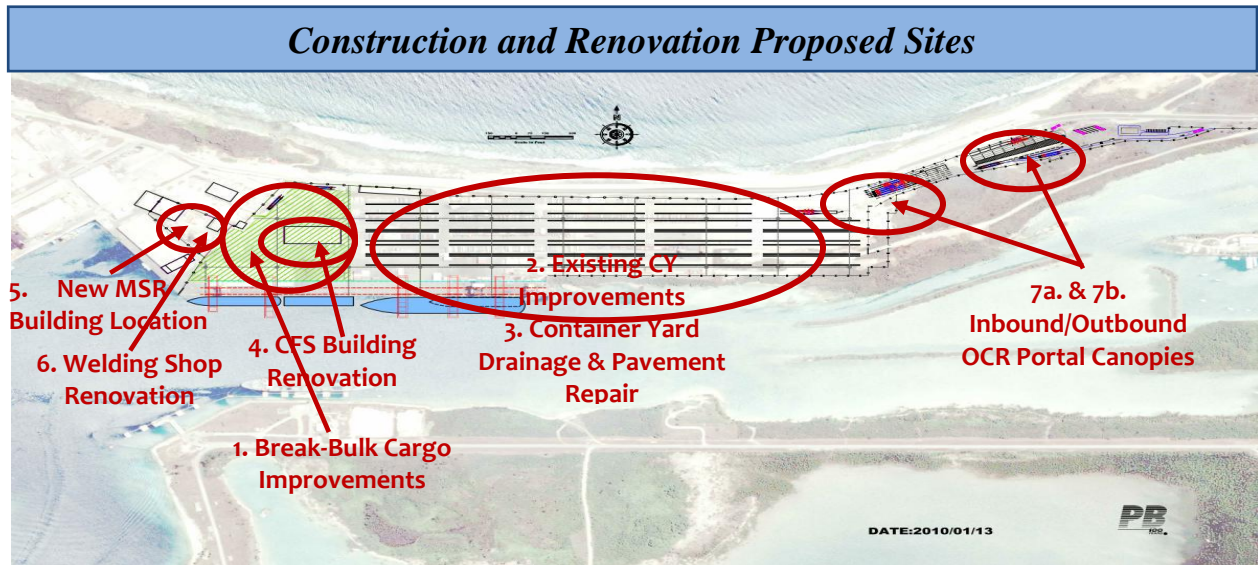 Construction and Renovation Proposed Sites
2. Existing CY
Improvements
3. Container Yard
Drainage & Pavement
Repair
7a. & 7b.
Inbound/Outbound
OCR Portal Canopies
5. New MSR
Building Location
6. Welding Shop
Renovation
4. CFS Building
Renovation
1. Break-Bulk Cargo
Improvements
DATE:2010/01/13
PB